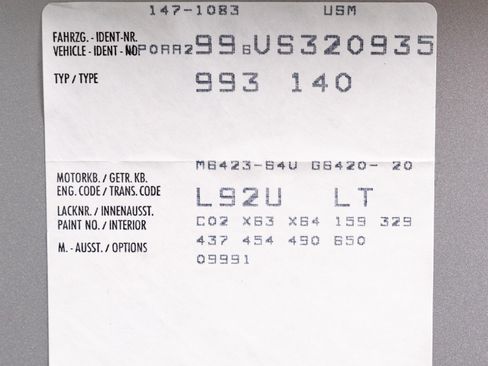 147-1083 USM
FAHRZG. - IDENT-NR.
VEHICLE - IDENT - NO. WP0AA2 99 6 US320935
TYP / TYPE 993 140
M6423-64U G6420- 20
MOTORKB. / GETR. KB.
ENG. CODE / TRANS. CODE L92U LT
LACKNR. / INNENAUSST.
PAINT NO. / INTERIOR C02 X63 X64 159 329
M. - AUSST. / OPTIONS 437 454 490 650
09991